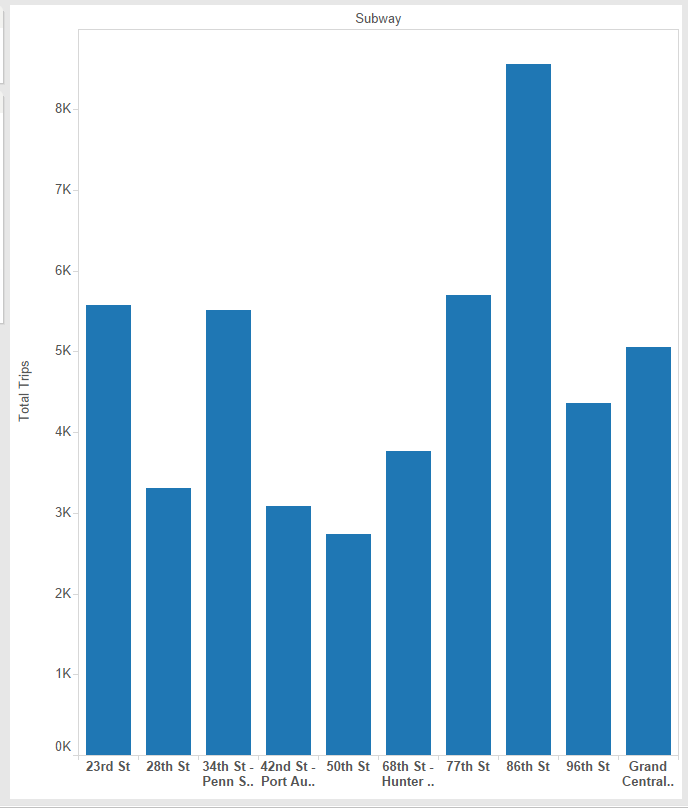 Subway
8K
7K
6K
5K
4K
3K
2K
1K
0K
Total Trips
23rd St
28th St
34th St -
Penn S..
42nd St -
Port Au..
50th St
68th St -
Hunter ..
77th St
86th St
96th St
Grand
Central..